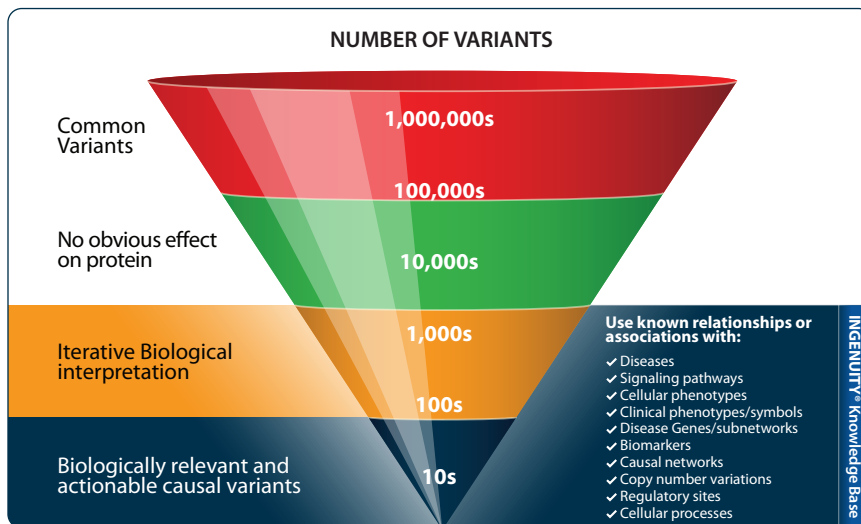 NUMBER OF VARIANTS
Common
Variants
1,000,000s
100,000s
No obvious effect
on protein
10,000s
Iterative Biological
interpretation
1,000s
100s
Biologically relevant and
actionable causal variants
10s
Use known relationships or
associations with:
✓ Diseases
✓ Signaling pathways
✓ Cellular phenotypes
✓ Clinical phenotypes/symbols
✓ Disease Genes/subnetworks
✓ Biomarkers
✓ Causal networks
✓ Copy number variations
✓ Regulatory sites
✓ Cellular processes
INGENUITY® Knowledge Base